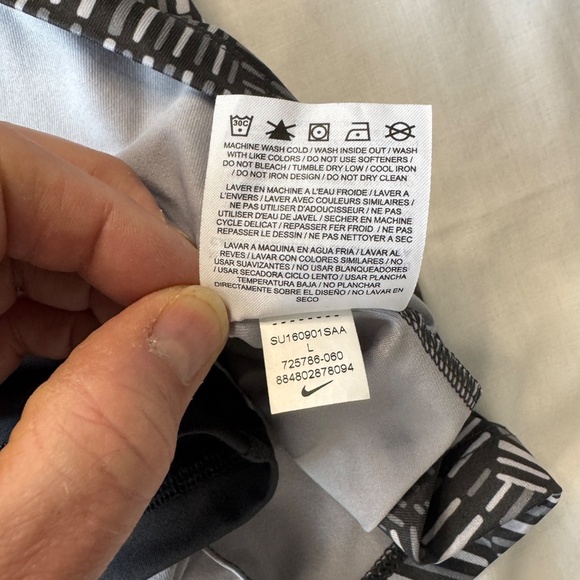 30C
MACHINE WASH COLD / WASH INSIDE OUT / WASH
WITH LIKE COLORS / DO NOT USE SOFTENERS /
DO NOT BLEACH / TUMBLE DRY LOW / COOL IRON
/ DO NOT IRON DESIGN / DO NOT DRY CLEAN
LAVER EN MACHINE A L'EAU FROIDE / LAVER A
L'ENVERS / LAVER AVEC COULEURS SIMILAIRES /
NE PAS UTILISER D'ADOUCISSEUR / NE PAS
UTILISER D'EAU DE JAVEL / SECHER EN MACHINE
CYCLE DELICAT / REPASSER FER FROID / NE PAS
REPASSER LE DESSIN / NE PAS NETTOYER A SEC
LAVAR A MAQUINA EN AGUA FRIA / LAVAR AL
REVES / LAVAR CON COLORES SIMILARES / NO
USAR SUAVIZANTES / NO USAR BLANQUEADORES
/ USAR SECADORA CICLO LENTO / USAR PLANCHA
TEMPERATURA BAJA / NO PLANCHAR
DIRECTAMENTE SOBRE EL DISEÑO / NO LAVAR EN
SECO
SU160901SAA
L
725786-060
884802878094